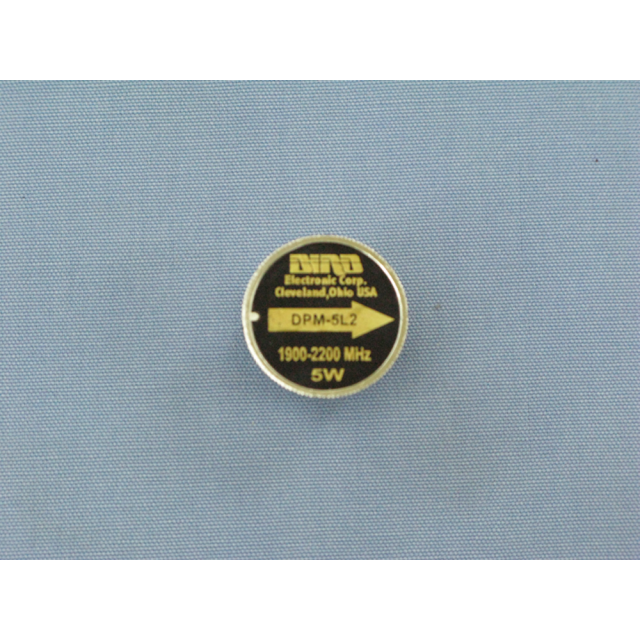 BIRD
Electronic Corp.
Cleveland,Ohio USA
DPM-5L2
1900-2200 MHz
5W